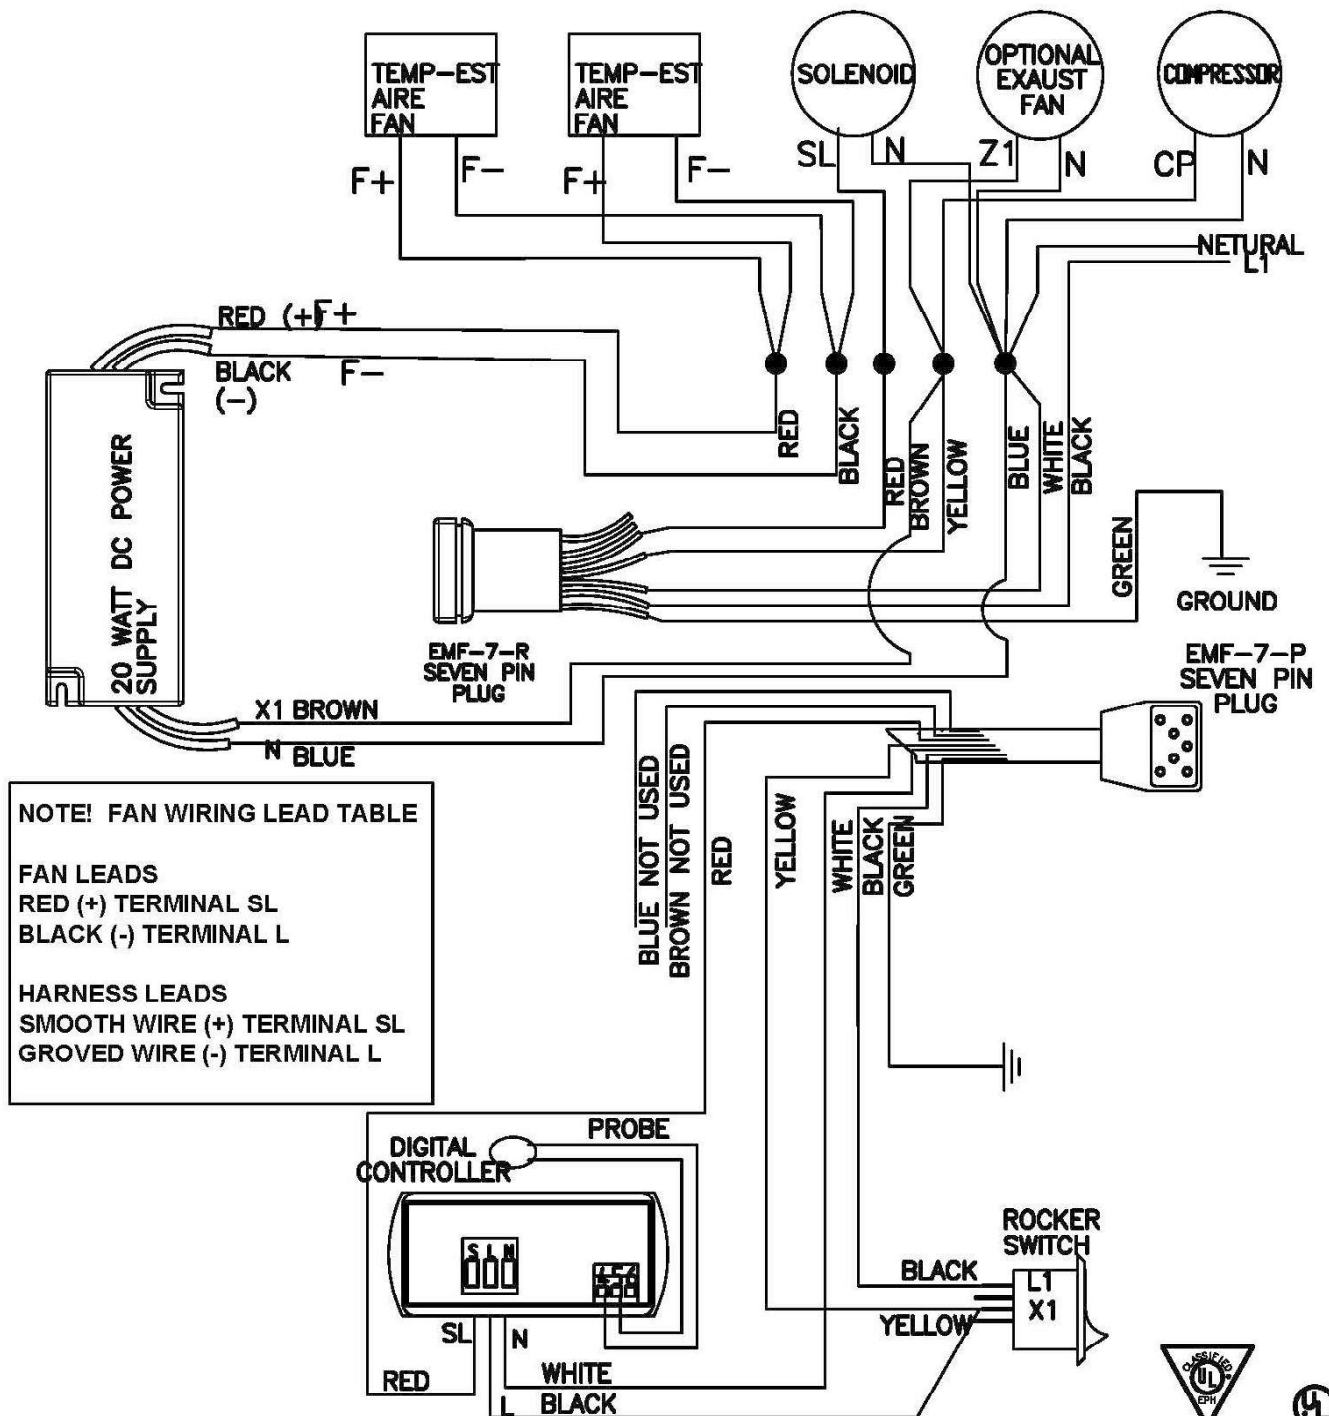 TEMP-EST
AIRE
FAN
TEMP-EST
AIRE
FAN
SOLENOID
OPTIONAL
EXAUST
FAN
COMPRESSOR
F+
F-
F+
F-
SL
N
Z1
N
CP
N
NETURAL
L1
RED (+)
F+
BLACK
(-)
F-
20 WATT DC POWER
SUPPLY
RED
BLACK
RED
BROWN
YELLOW
BLUE
WHITE
BLACK
GREEN
GROUND
EMF-7-R
SEVEN PIN
PLUG
EMF-7-P
SEVEN PIN
PLUG
X1 BROWN
N BLUE
BLUE NOT USED
BROWN NOT USED
RED
YELLOW
WHITE
BLACK
GREEN
NOTE! FAN WIRING LEAD TABLE
FAN LEADS
RED (+) TERMINAL SL
BLACK (-) TERMINAL L
HARNESS LEADS
SMOOTH WIRE (+) TERMINAL SL
GROVED WIRE (-) TERMINAL L
PROBE
DIGITAL
CONTROLLER
S L N
SL
N
RED
WHITE
L
BLACK
ROCKER
SWITCH
BLACK
L1
X1
YELLOW
CLASSIFIED
UL
EPH